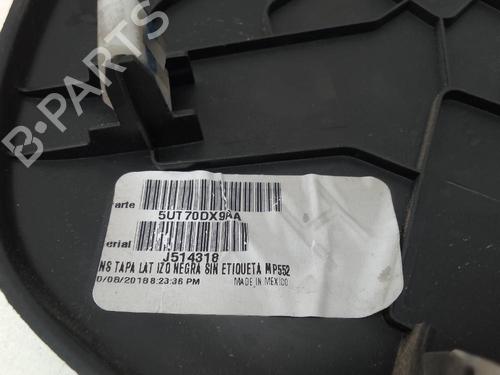 B-PARTS
arte
5UT70DX9AA
erial
J514318
NS TAPA LAT IZQ NEGRA SIN ETIQUETA MP552
0/08/2018 8:23:36 PM MADE IN MEXICO